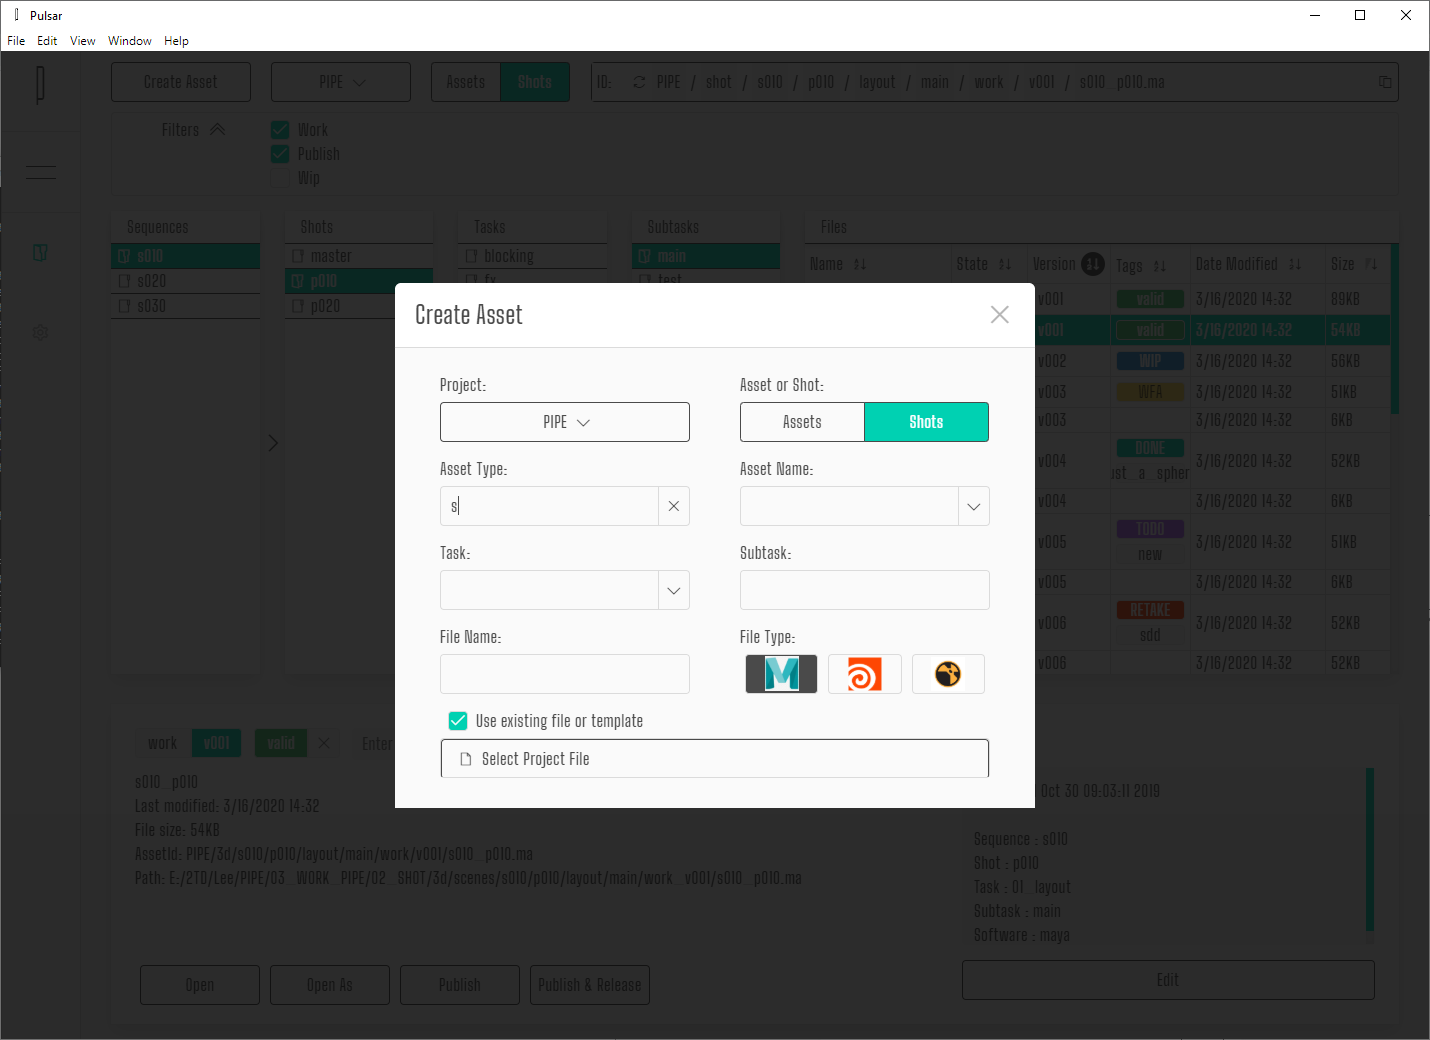 Pulsar
File Edit View Window Help
Create Asset PIPE Assets Shots ID: PIPE / shot / s010 / p010 / layout / main / work / v001 / s010_p010.ma
Filters
Work
Publish
Wip
Sequences Shots Tasks Subtasks Files
s010 master blocking main
Name State Version Tags Date Modified Size
s020 p010 fx test
s030 p020
v001 valid 3/16/2020 14:32 89KB
v001 valid 3/16/2020 14:32 54KB
v002 WIP 3/16/2020 14:32 56KB
v003 WFA 3/16/2020 14:32 51KB
v003 3/16/2020 14:32 6KB
v004 DONE 3/16/2020 14:32 52KB
ust_a_spher
v004 3/16/2020 14:32 6KB
v005 TODO 3/16/2020 14:32 51KB
new
v005 3/16/2020 14:32 6KB
v006 RETAKE 3/16/2020 14:32 52KB
sdd
v006 3/16/2020 14:32 52KB
Create Asset
Project: Asset or Shot:
PIPE Assets Shots
Asset Type: Asset Name:
s
Task: Subtask:
File Name: File Type:
Use existing file or template
Select Project File
work v001 valid Enter
s010_p010
Last modified: 3/16/2020 14:32
File size: 54KB
AssetId: PIPE/3d/s010/p010/layout/main/work/v001/s010_p010.ma
Path: E:/2TD/Lee/PIPE/03_WORK_PIPE/02_SHOT/3d/scenes/s010/p010/layout/main/work_v001/s010_p010.ma
Oct 30 09:03:11 2019
Sequence : s010
Shot : p010
Task : 01_layout
Subtask : main
Software : maya
Open Open As Publish Publish & Release Edit